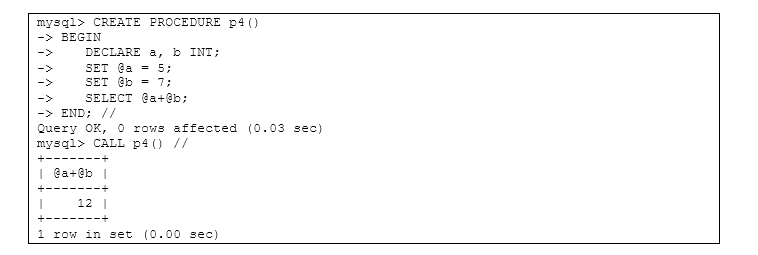 mysql> CREATE PROCEDURE p4()
-> BEGIN
->    DECLARE a, b INT;
->    SET @a = 5;
->    SET @b = 7;
->    SELECT @a+@b;
-> END; //
Query OK, 0 rows affected (0.03 sec)
mysql> CALL p4() //
+-------+
| @a+@b |
+-------+
|    12 |
+-------+
1 row in set (0.00 sec)